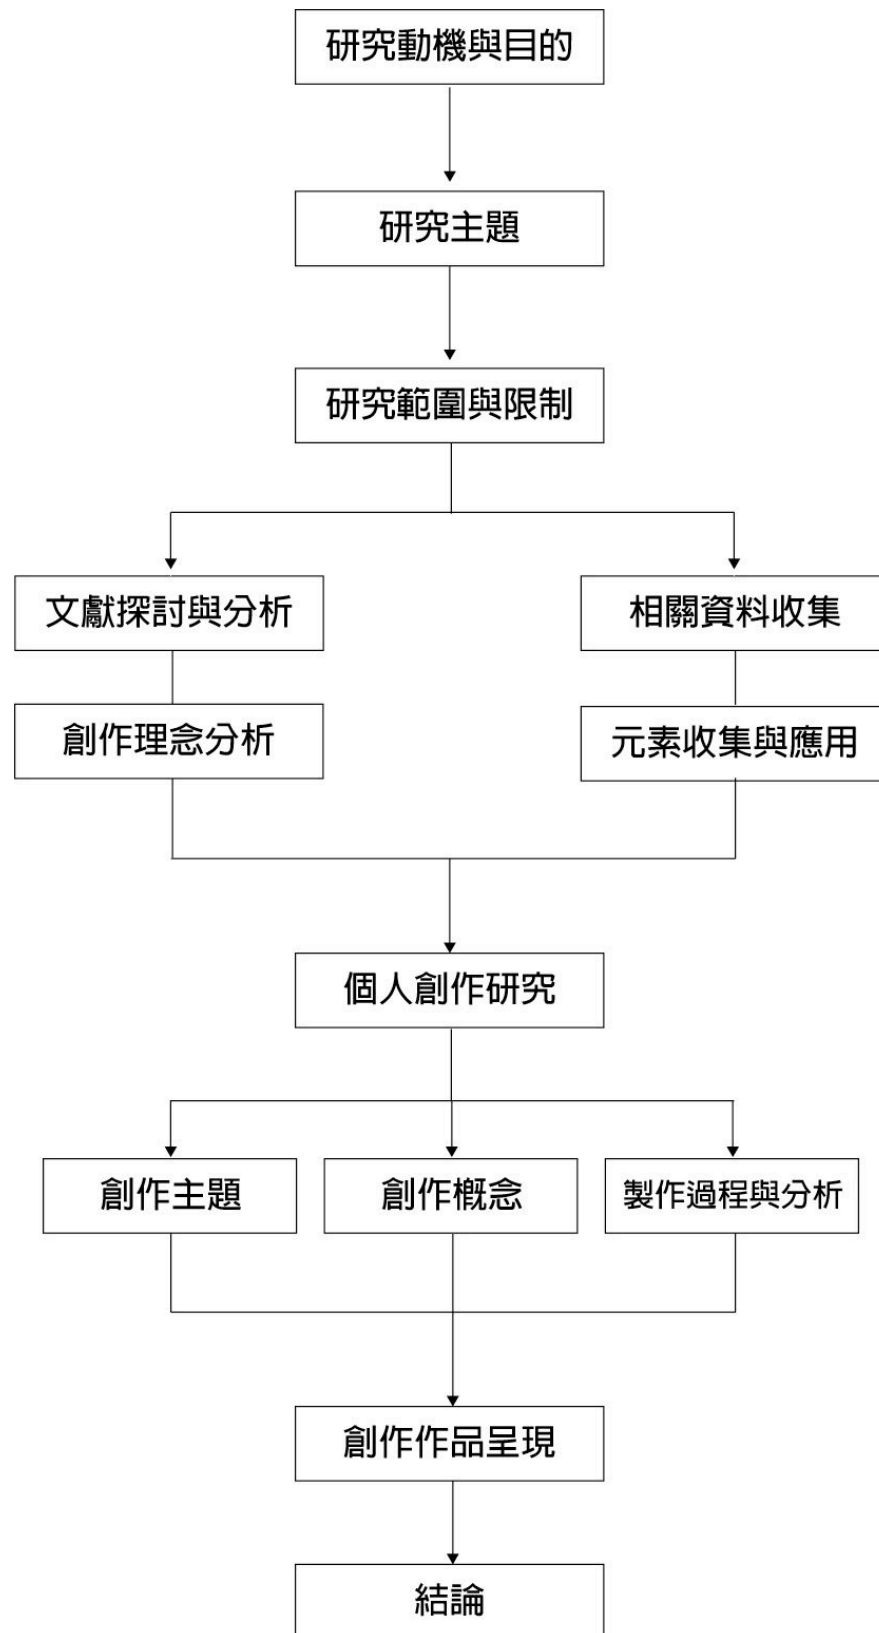 研究動機與目的
研究主題
研究範圍與限制
文獻探討與分析
相關資料收集
創作理念分析
元素收集與應用
個人創作研究
創作主題
創作概念
製作過程與分析
創作作品呈現
結論